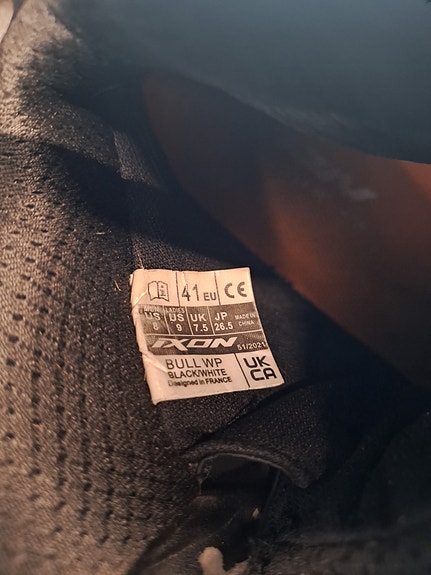 41 EU CE
LADIES
US US UK JP MADE IN
8 9 7.5 26.5 CHINA
IXON
51/2021
BULL WP
BLACK/WHITE
Designed in FRANCE
UK
CA